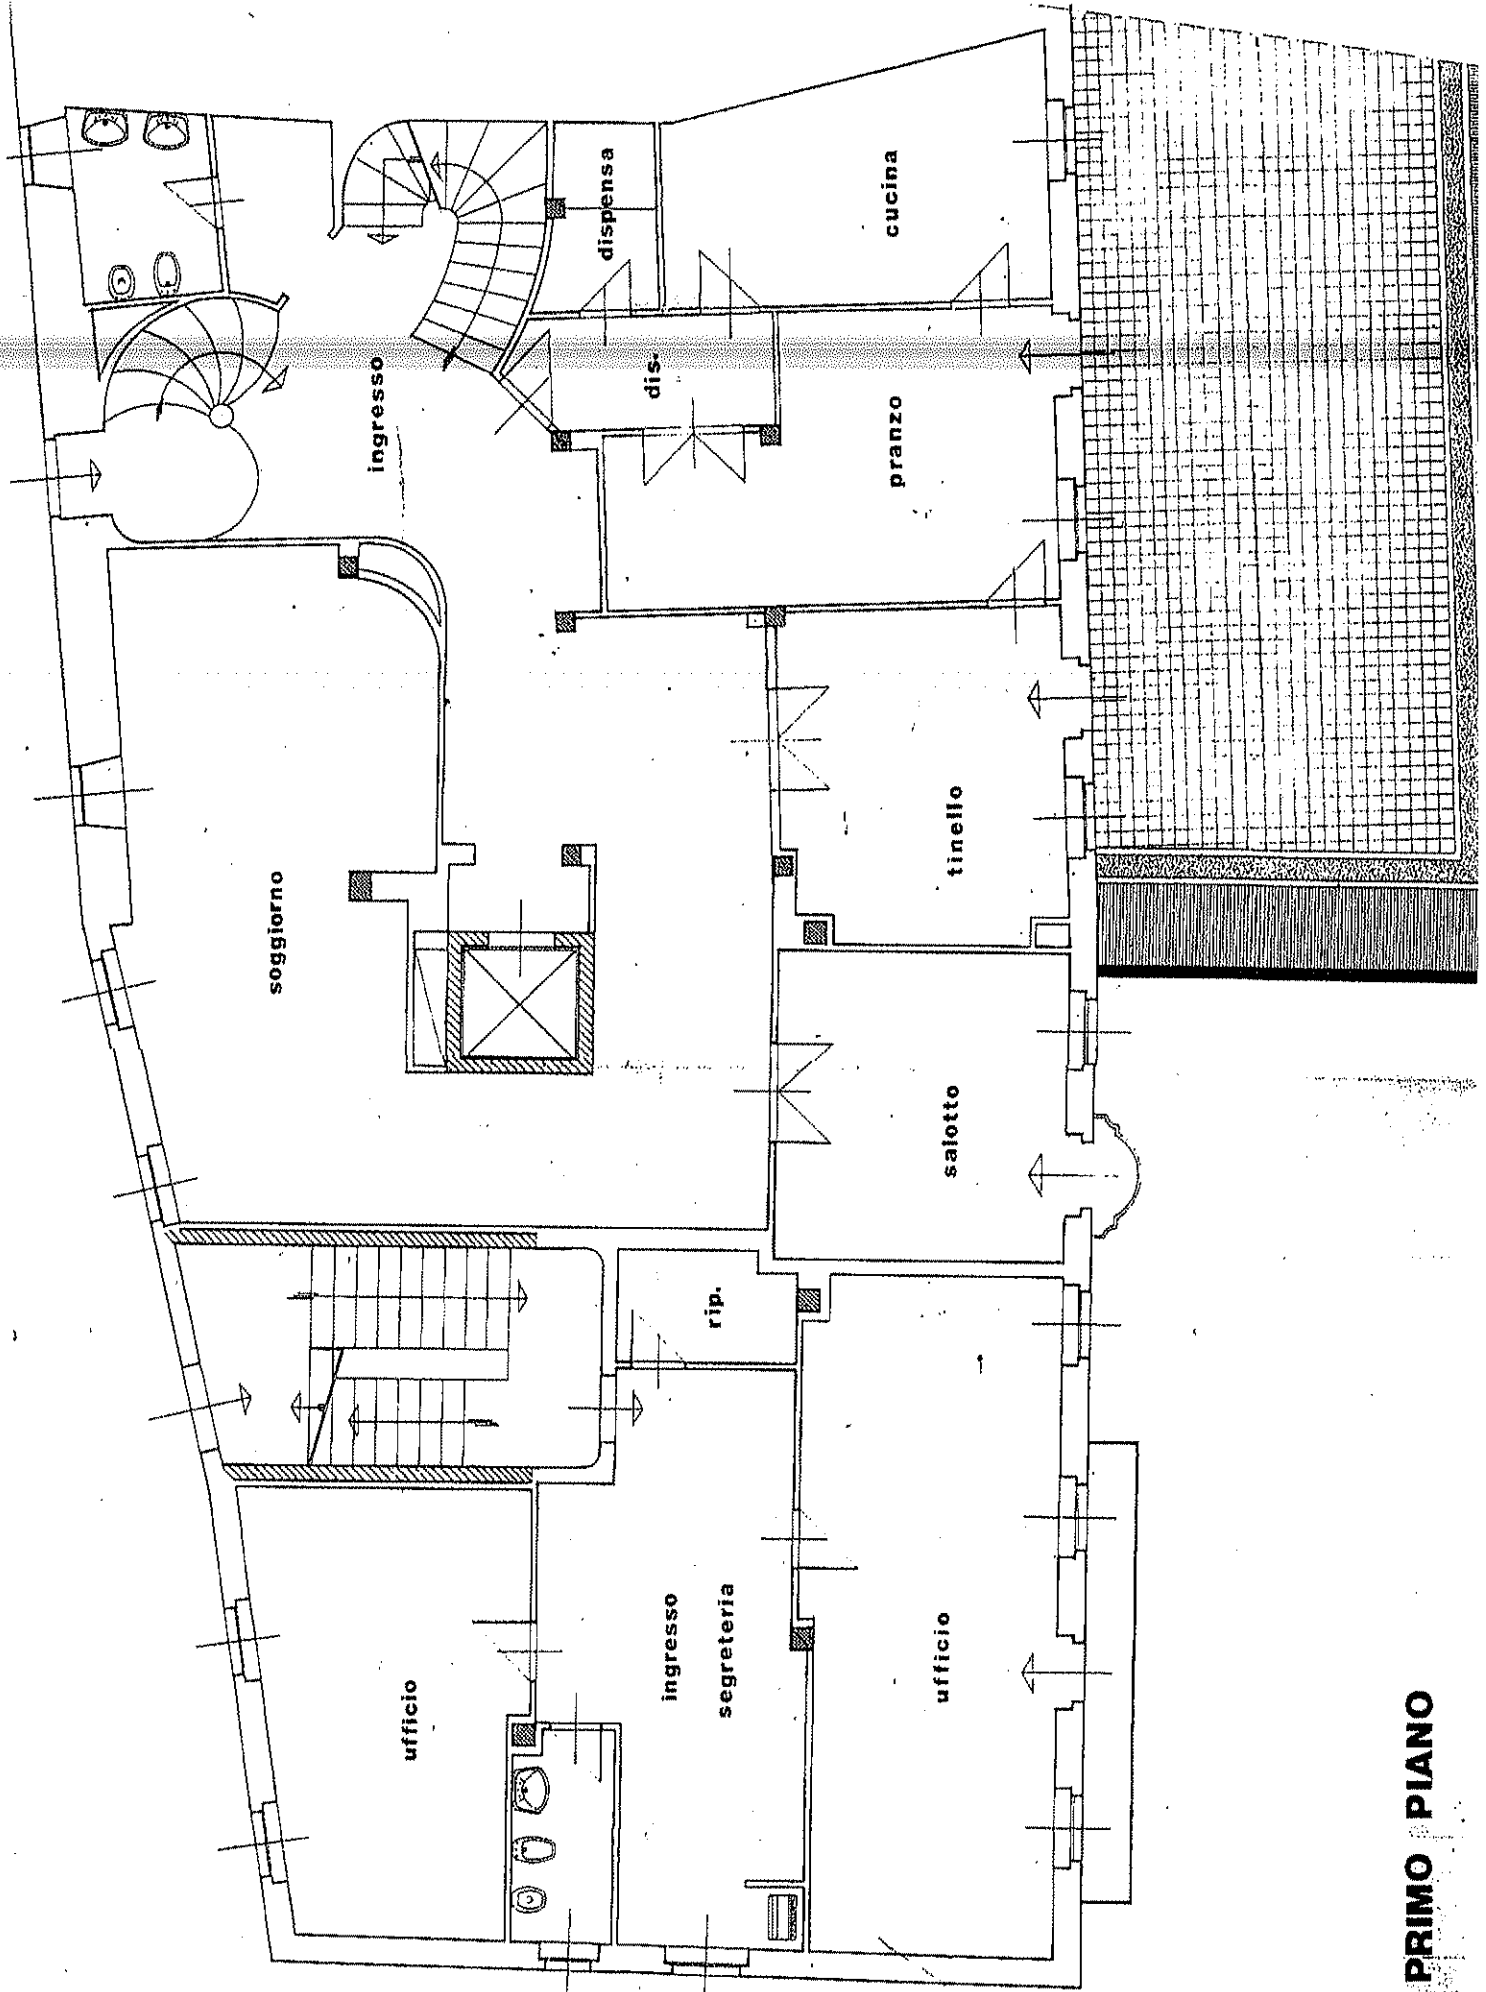 dispensa
cucina
ingresso
dis.
pranzo
soggiorno
tinello
salotto
rip.
ufficio
ingresso
segreteria
ufficio
PRIMO PIANO